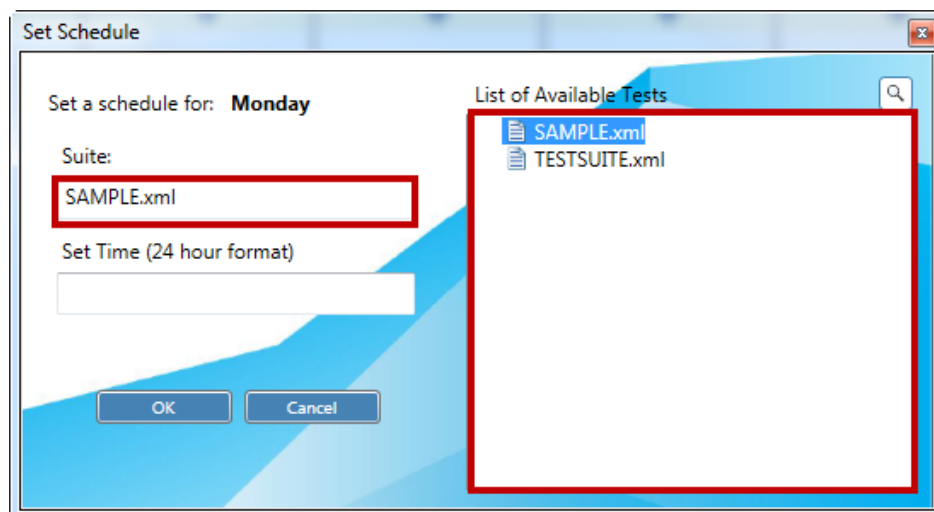 Set Schedule
Set a schedule for: Monday
Suite:
SAMPLE.xml
Set Time (24 hour format)
OK
Cancel
List of Available Tests
SAMPLE.xml
TESTSUITE.xml